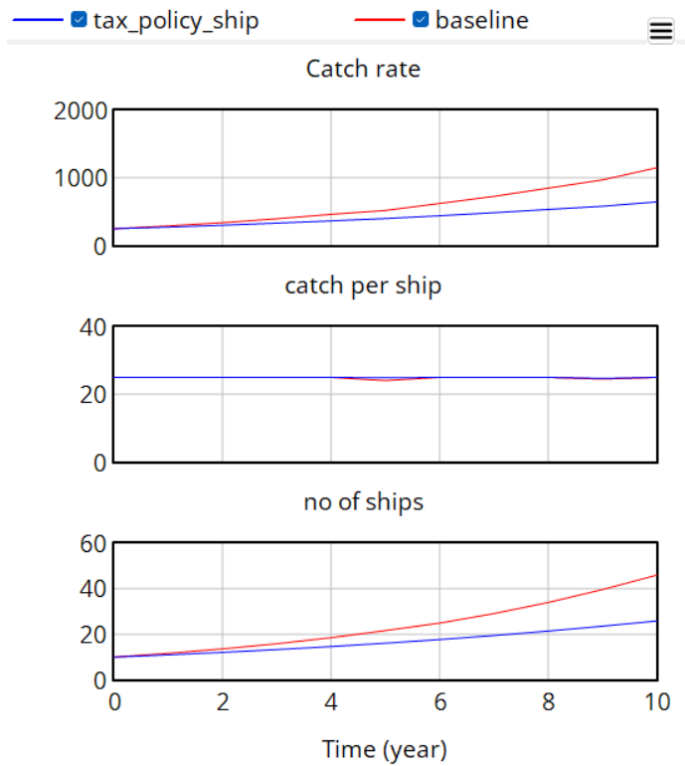 tax_policy_ship baseline
Catch rate
2000
1000
0
catch per ship
40
20
0
no of ships
60
40
20
0
0 2 4 6 8 10
Time (year)